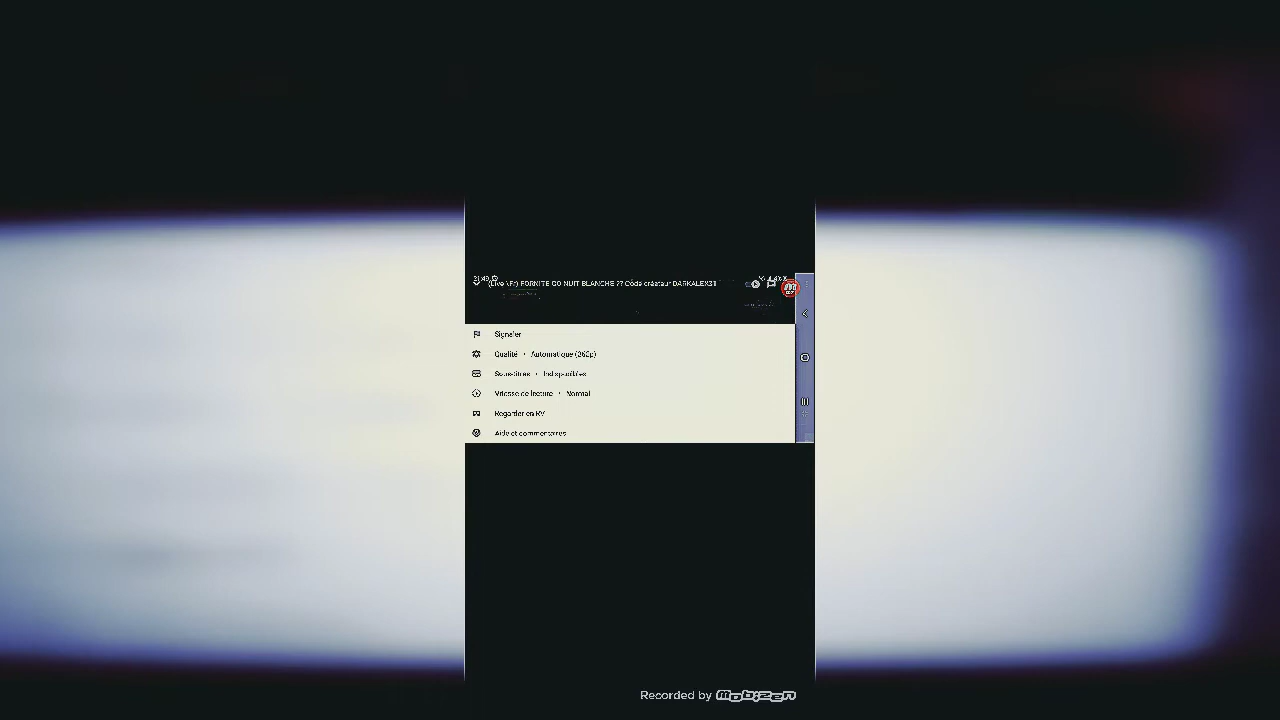 (Live \Fr) FORNITE GO NUIT BLANCHE ?? Code créateur DARKALEX31
Signaler
Qualité • Automatique (360p)
Sous-titres • Indisponibles
Vitesse de lecture • Normal
Regarder en RV
Aide et commentaires
Recorded by mobizen